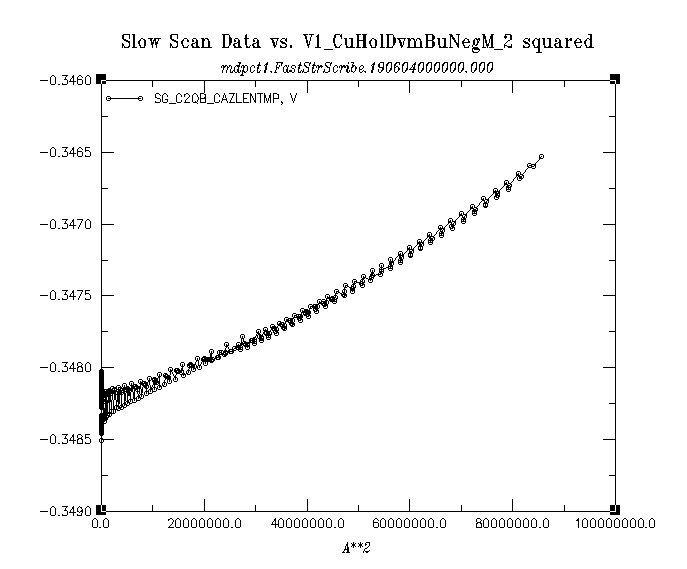 Slow Scan Data vs. V1_CuHolDvmBuNegM_2 squared
mdpct1.FastStrScribe.190604000000.000
-0.3460
SG_C2QB_CAZLENTMP, V
-0.3465
-0.3470
-0.3475
-0.3480
-0.3485
-0.3490
0.0 20000000.0 40000000.0 60000000.0 80000000.0 100000000.0
A**2